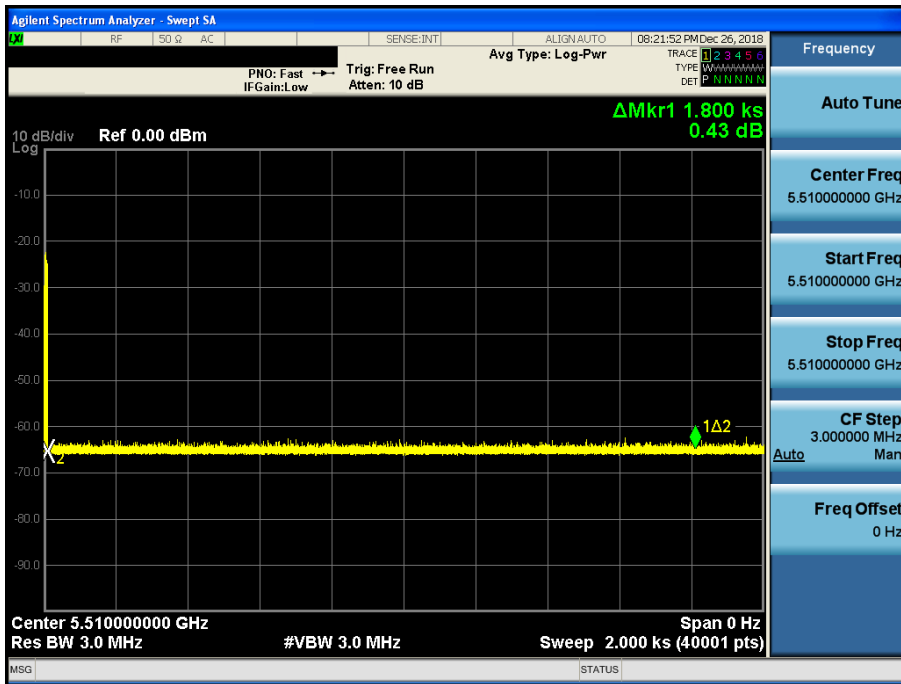 Agilent Spectrum Analyzer - Swept SA
LXI RF 50 Ω AC SENSE:INT ALIGN AUTO 08:21:52 PM Dec 26, 2018
PNO: Fast Trig: Free Run Avg Type: Log-Pwr TRACE 1 2 3 4 5 6
IFGain:Low Atten: 10 dB TYPE WWWWWW
DET P N N N N N
ΔMkr1 1.800 ks
0.43 dB
10 dB/div Ref 0.00 dBm
Log
-10.0
-20.0
-30.0
-40.0
-50.0
-60.0
-70.0
-80.0
-90.0
1Δ2
2
Center 5.510000000 GHz Span 0 Hz
Res BW 3.0 MHz #VBW 3.0 MHz Sweep 2.000 ks (40001 pts)
MSG STATUS
Frequency
Auto Tune
Center Freq
5.510000000 GHz
Start Freq
5.510000000 GHz
Stop Freq
5.510000000 GHz
CF Step
3.000000 MHz
Auto Man
Freq Offset
0 Hz